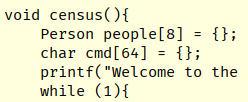 void census(){
    Person people[8] = {};
    char cmd[64] = {};
    printf("Welcome to the
    while (1){